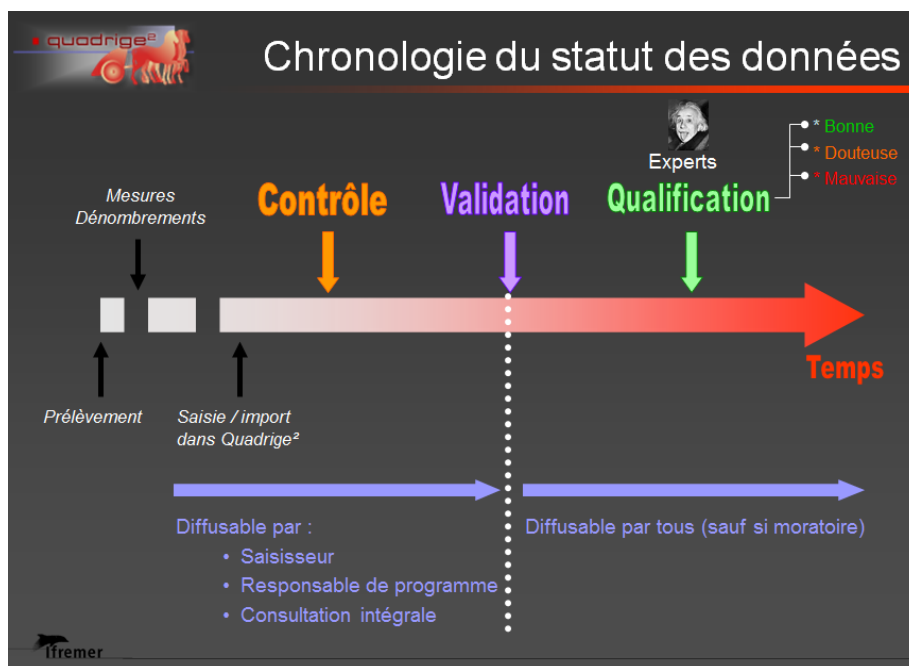 quadrige²
Chronologie du statut des données
Experts
* Bonne
* Douteuse
* Mauvaise
Mesures
Dénombrements
Contrôle
Validation
Qualification
Temps
Prélèvement
Saisie / import
dans Quadrige²
Diffusable par :
• Saisisseur
• Responsable de programme
• Consultation intégrale
Diffusable par tous (sauf si moratoire)
Ifremer